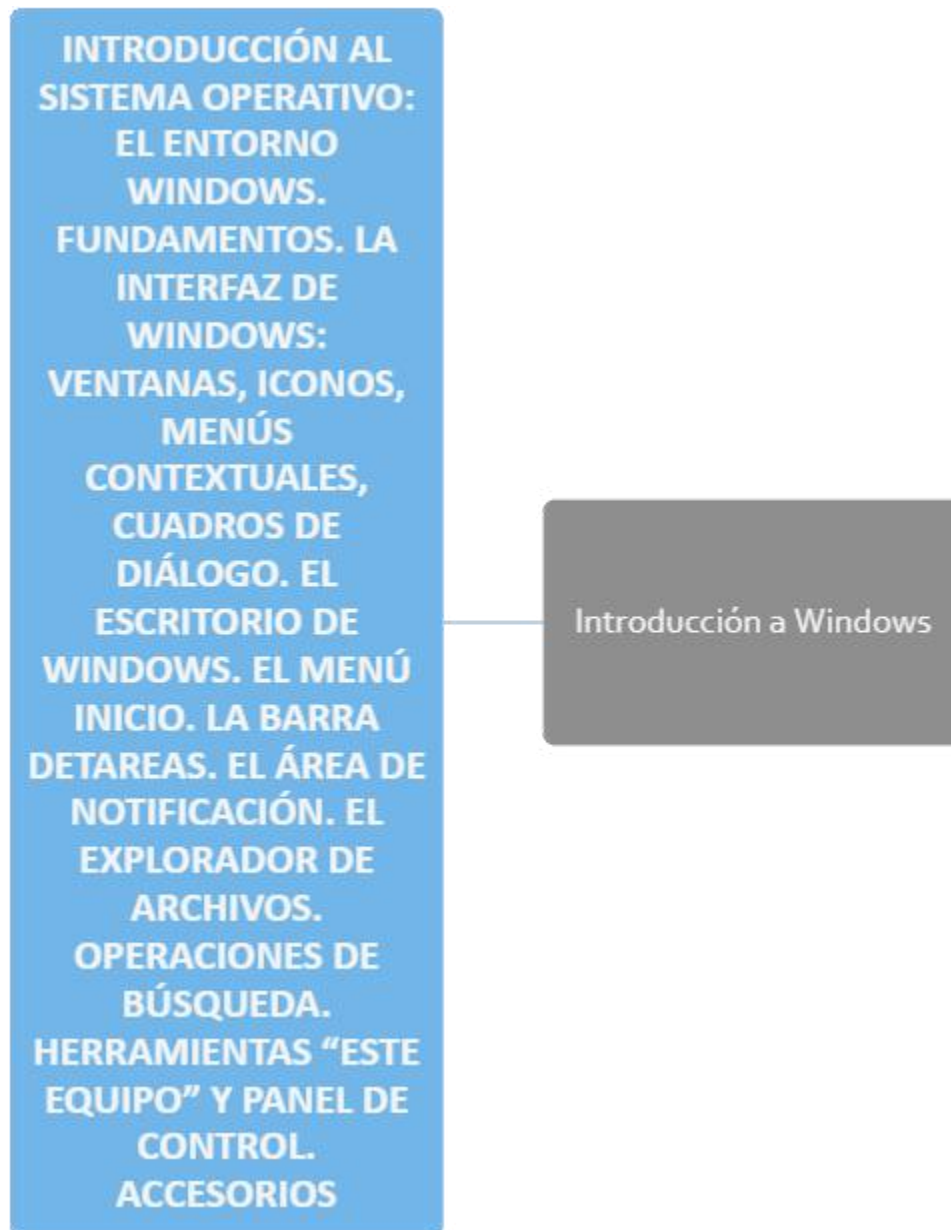 INTRODUCCIÓN AL
SISTEMA OPERATIVO:
EL ENTORNO
WINDOWS.
FUNDAMENTOS. LA
INTERFAZ DE
WINDOWS:
VENTANAS, ICONOS,
MENÚS
CONTEXTUALES,
CUADROS DE
DIÁLOGO. EL
ESCRITORIO DE
WINDOWS. EL MENÚ
INICIO. LA BARRA
DETAREAS. EL ÁREA DE
NOTIFICACIÓN. EL
EXPLORADOR DE
ARCHIVOS.
OPERACIONES DE
BÚSQUEDA.
HERRAMIENTAS “ESTE
EQUIPO” Y PANEL DE
CONTROL.
ACCESORIOS
Introducción a Windows